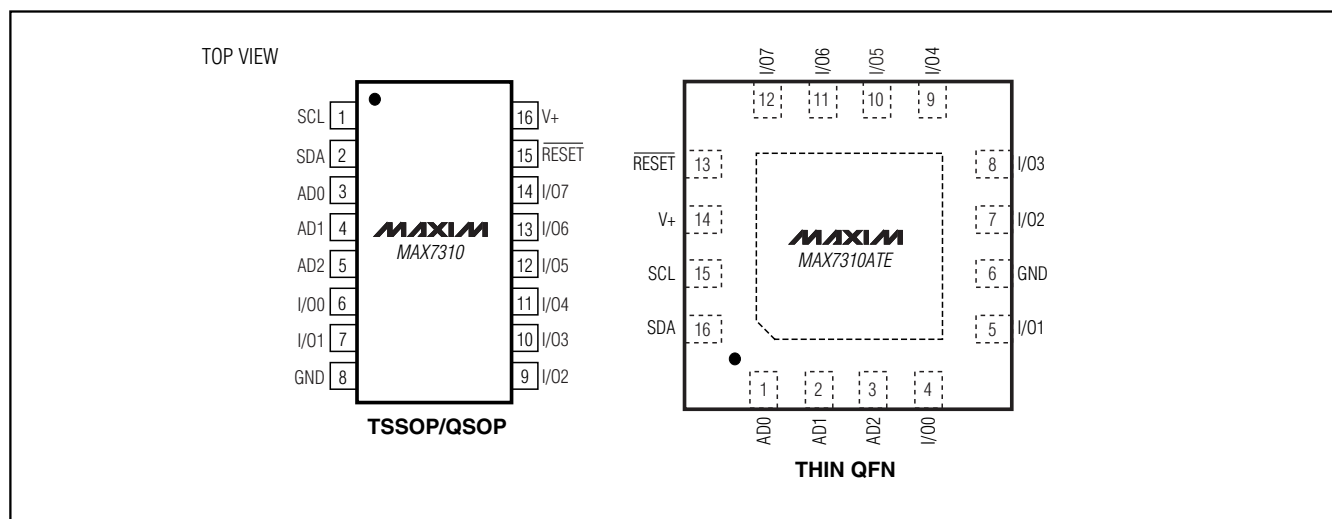 TOP VIEW
SCL 1
SDA 2
AD0 3
AD1 4
AD2 5
I/O0 6
I/O1 7
GND 8
16 V+
15 RESET
14 I/O7
13 I/O6
12 I/O5
11 I/O4
10 I/O3
9 I/O2
MAXIM
MAX7310
TSSOP/QSOP
I/O7 I/O6 I/O5 I/O4
12 11 10 9
RESET 13
V+ 14
SCL 15
SDA 16
8 I/O3
7 I/O2
6 GND
5 I/O1
MAXIM
MAX7310ATE
1 2 3 4
AD0 AD1 AD2 I/O0
THIN QFN